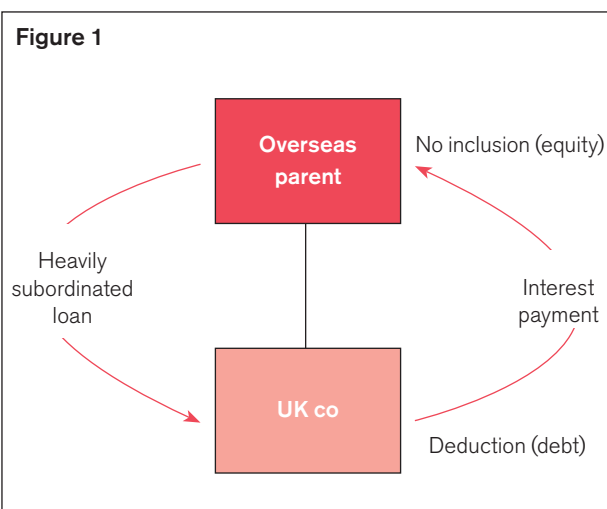 Figure 1
Overseas
parent
No inclusion (equity)
Heavily
subordinated
loan
Interest
payment
UK co
Deduction (debt)